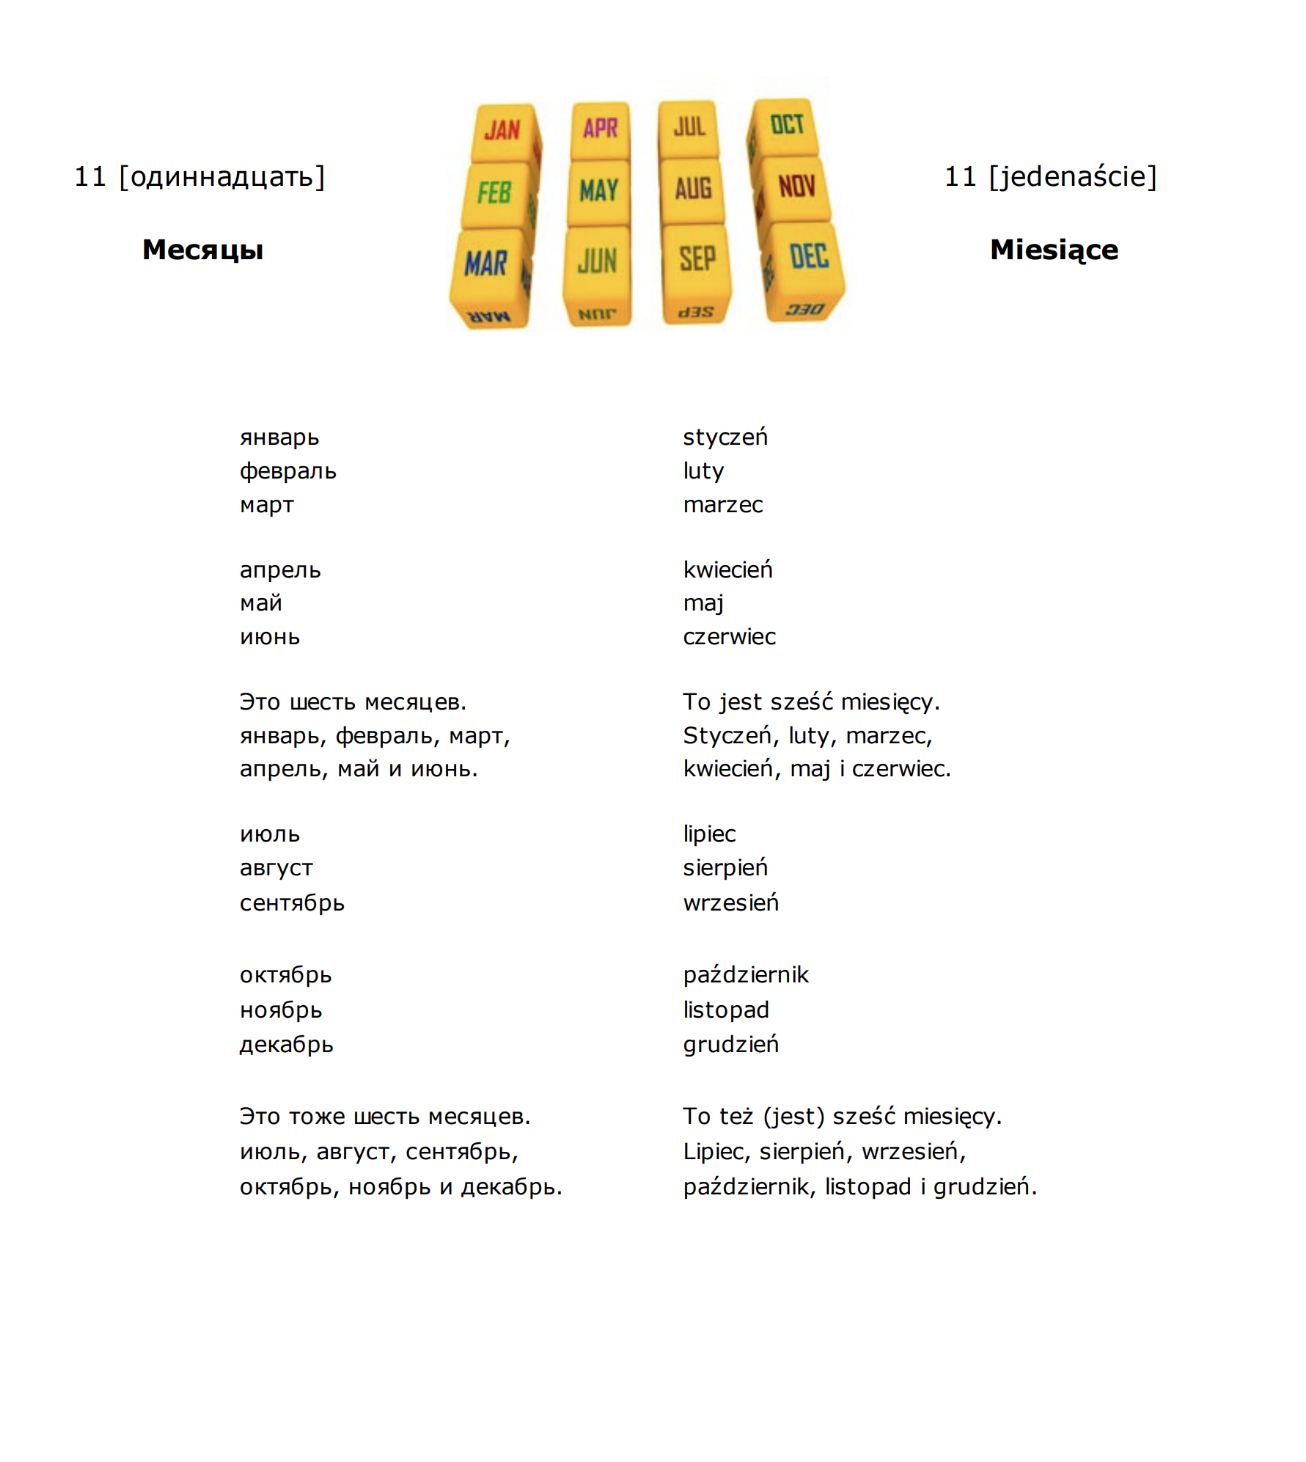 11 [одиннадцать]
Месяцы
JAN APR JUL OCT
FEB MAY AUG NOV
MAR JUN SEP DEC
MAR JUN SEP DEC
11 [jedenaście]
Miesiące
январь
февраль
март
апрель
май
июнь
Это шесть месяцев.
январь, февраль, март,
апрель, май и июнь.
июль
август
сентябрь
октябрь
ноябрь
декабрь
Это тоже шесть месяцев.
июль, август, сентябрь,
октябрь, ноябрь и декабрь.
styczeń
luty
marzec
kwiecień
maj
czerwiec
To jest sześć miesięcy.
Styczeń, luty, marzec,
kwiecień, maj i czerwiec.
lipiec
sierpień
wrzesień
październik
listopad
grudzień
To też (jest) sześć miesięcy.
Lipiec, sierpień, wrzesień,
październik, listopad i grudzień.